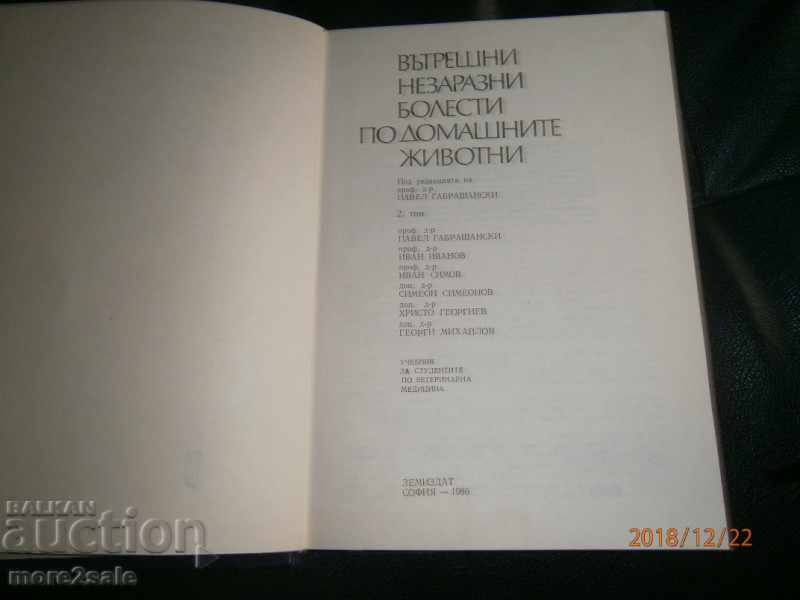 ВЪТРЕШНИ
НЕЗАРАЗНИ
БОЛЕСТИ
ПО ДОМАШНИТЕ
ЖИВОТНИ
Под редакцията на
проф. д-р
ПАВЕЛ ГАБРАШАНСКИ
2. том
проф. д-р
ПАВЕЛ ГАБРАШАНСКИ
проф. д-р
ИВАН ИВАНОВ
проф. д-р
ИВАН СИМОВ
доц. д-р
СИМЕОН СИМЕОНОВ
доц. д-р
ХРИСТО ГЕОРГИЕВ
доц. д-р
ГЕОРГИ МИХАЙЛОВ
УЧЕБНИК
ЗА СТУДЕНТИТЕ
ПО ВЕТЕРИНАРНА
МЕДИЦИНА
ЗЕМИЗДАТ
СОФИЯ — 1986
BALKAN
auction
more2sale
2018/12/22